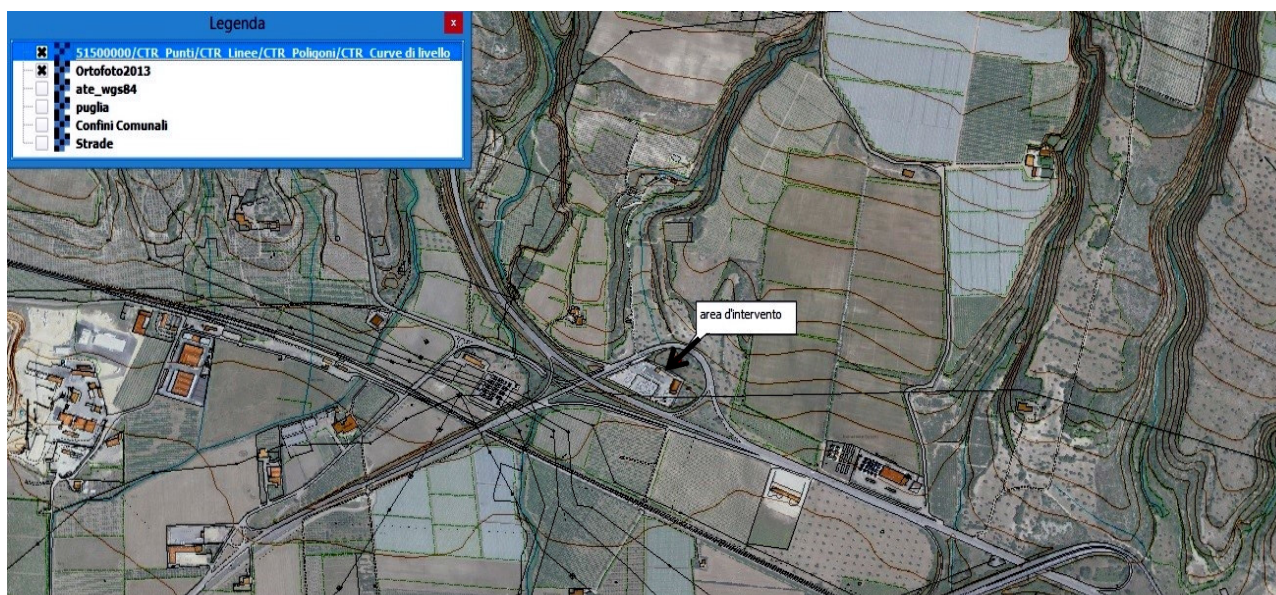 Legenda
x
51500000/CTR_Punti/CTR_Linee/CTR_Poligoni/CTR_Curve di livello
Ortofoto2013
ate_wgs84
puglia
Confini Comunali
Strade
area d'intervento